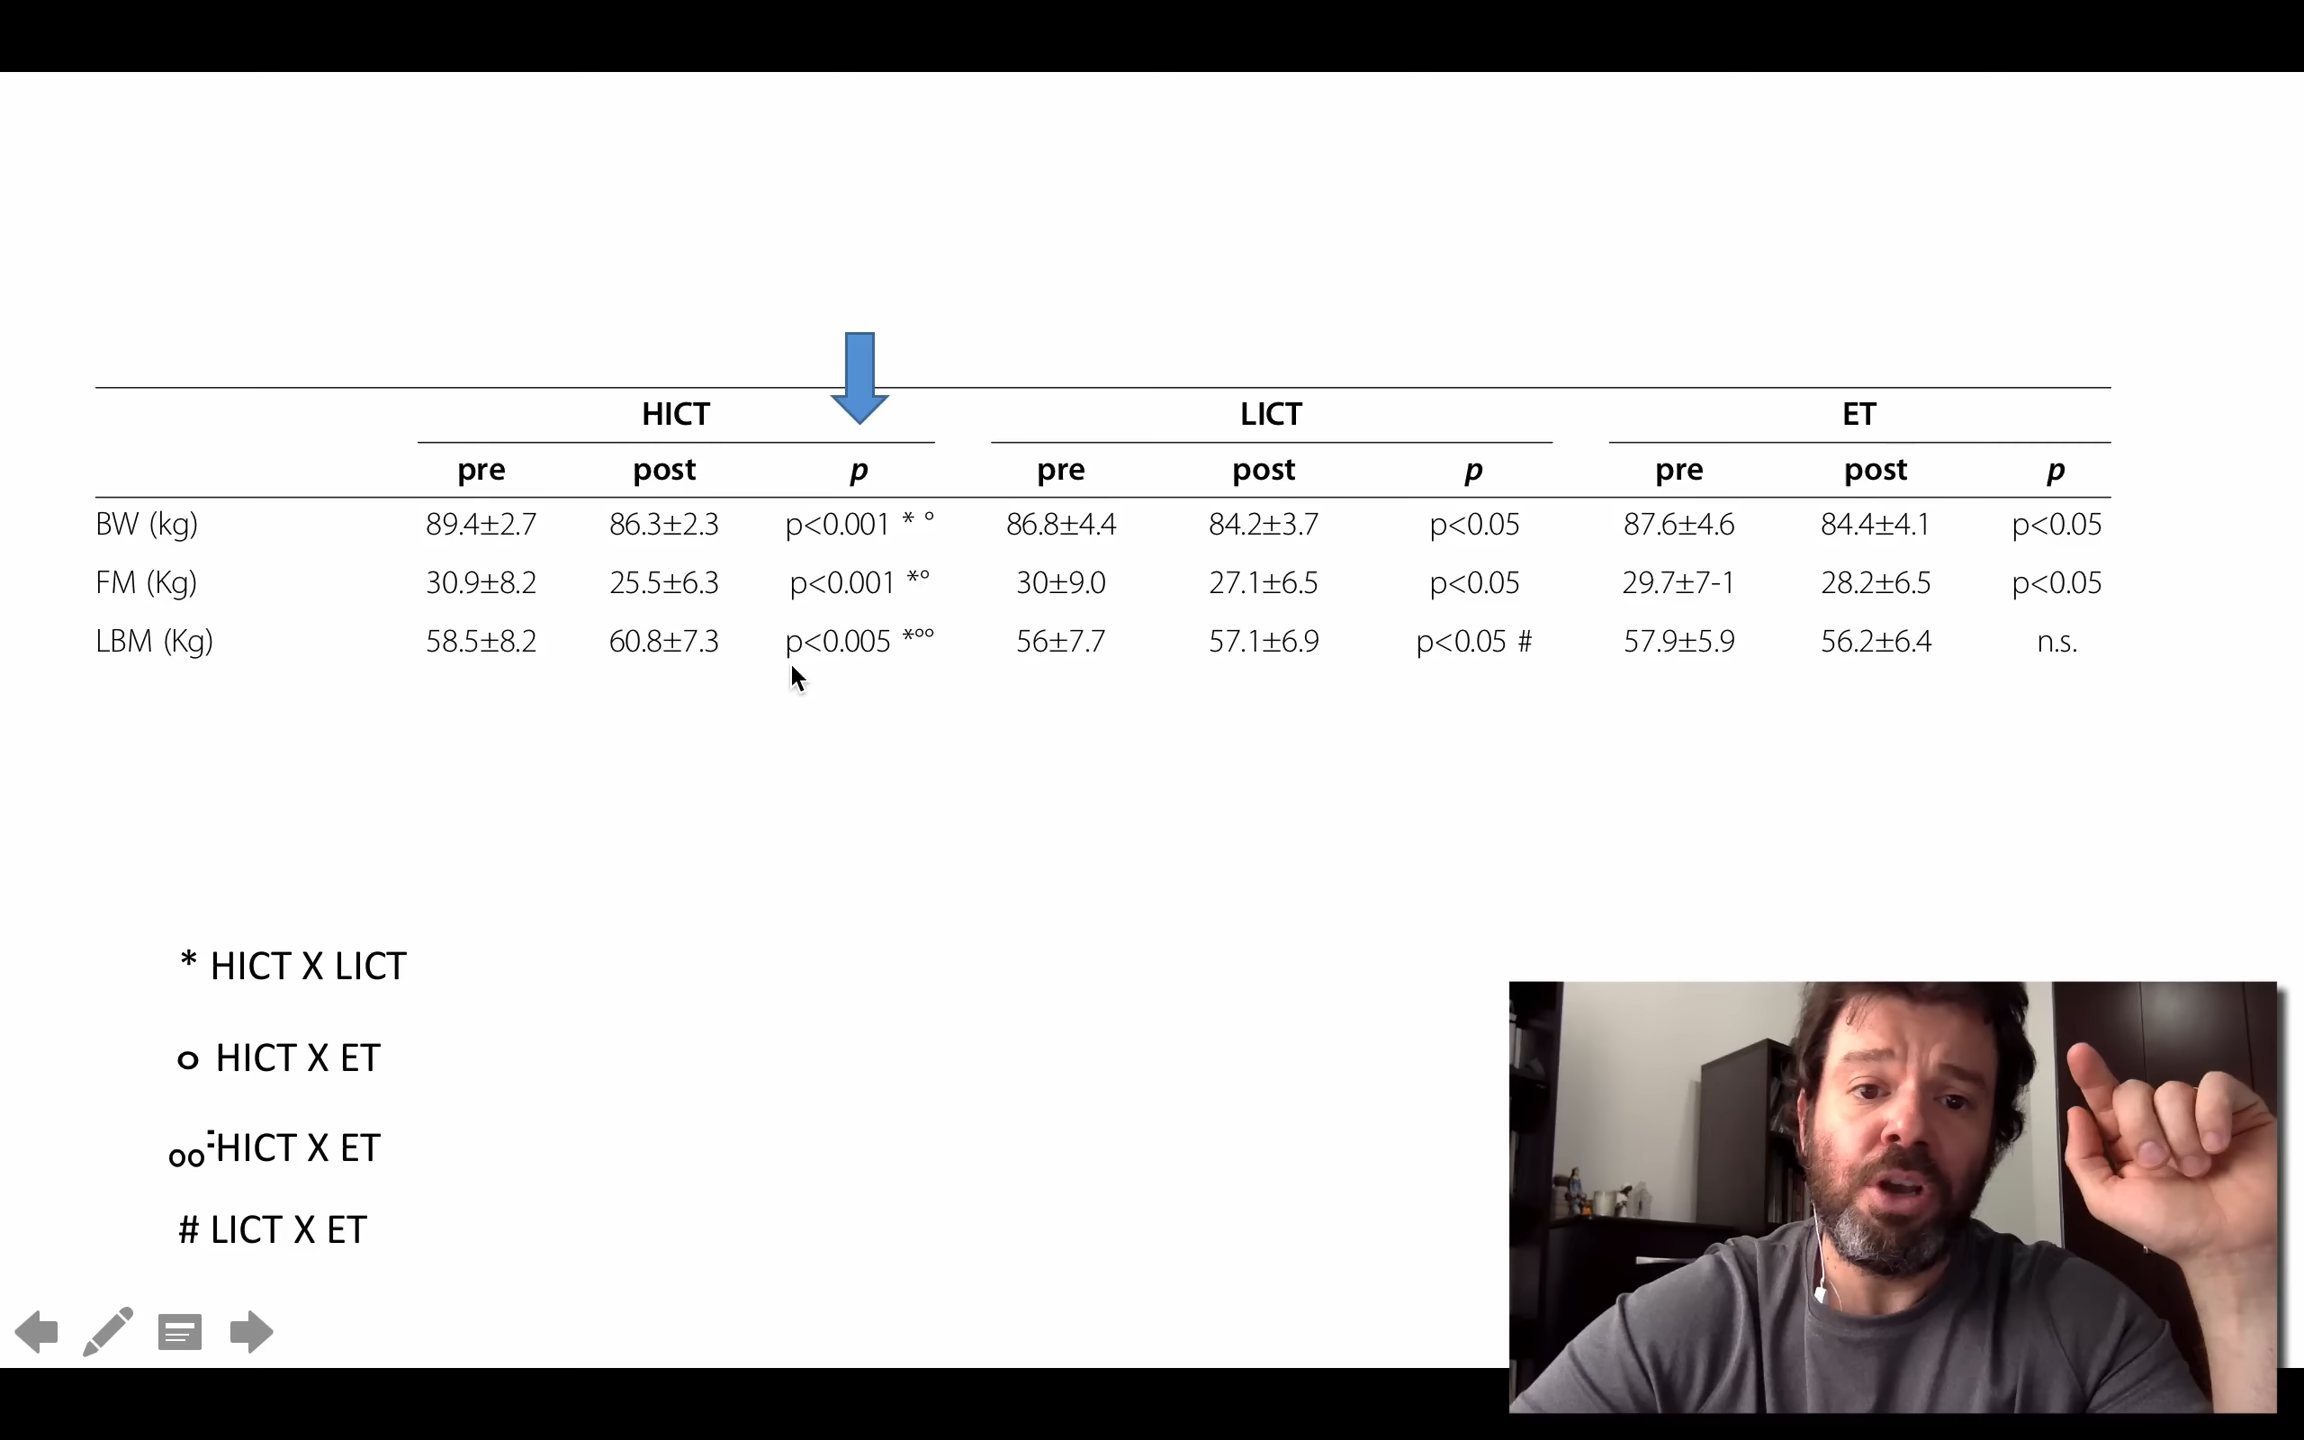 HICT LICT ET
pre post p pre post p pre post p
BW (kg) 89.4±2.7 86.3±2.3 p<0.001 * ° 86.8±4.4 84.2±3.7 p<0.05 87.6±4.6 84.4±4.1 p<0.05
FM (Kg) 30.9±8.2 25.5±6.3 p<0.001 *° 30±9.0 27.1±6.5 p<0.05 29.7±7-1 28.2±6.5 p<0.05
LBM (Kg) 58.5±8.2 60.8±7.3 p<0.005 *°° 56±7.7 57.1±6.9 p<0.05 # 57.9±5.9 56.2±6.4 n.s.
* HICT X LICT
o HICT X ET
oo HICT X ET
# LICT X ET